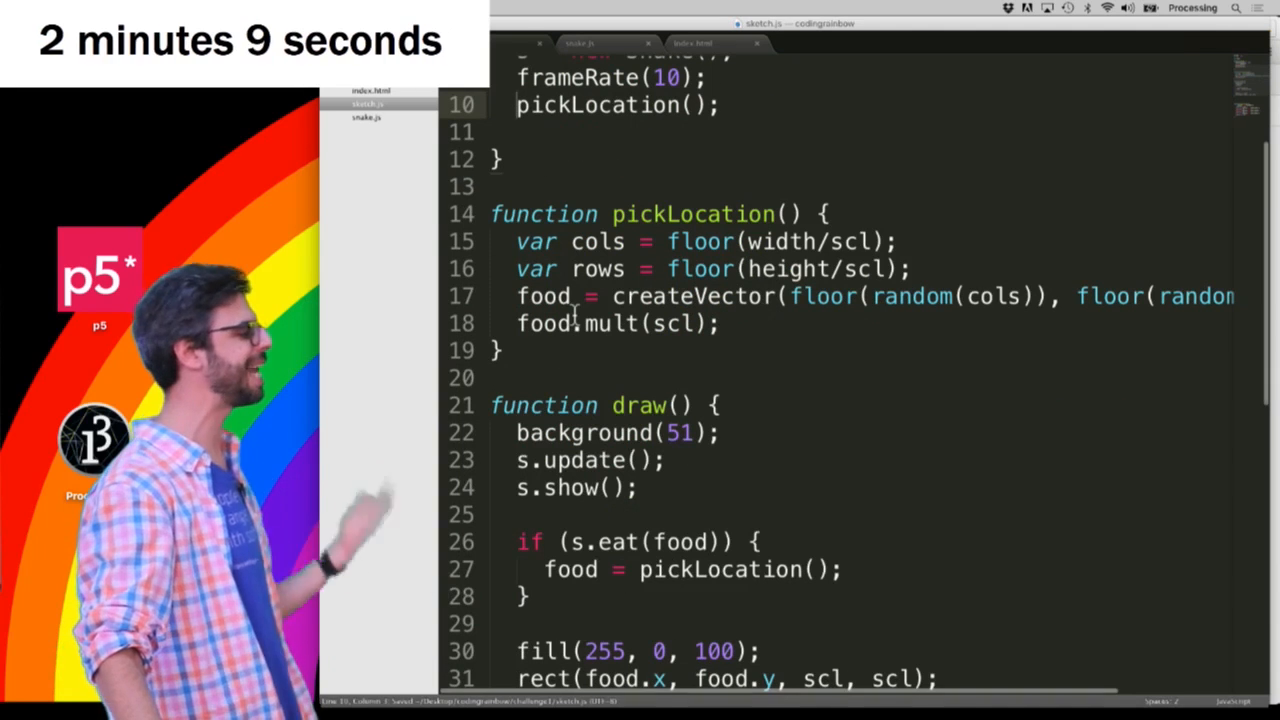 2 minutes 9 seconds
Processing
sketch.js — codingrainbow
snake.js
index.html
index.html
sketch.js
snake.js
frameRate(10);
10 pickLocation();
11
12 }
13
14 function pickLocation() {
15 var cols = floor(width/scl);
16 var rows = floor(height/scl);
17 food = createVector(floor(random(cols)), floor(random
18 food.mult(scl);
19 }
20
21 function draw() {
22 background(51);
23 s.update();
24 s.show();
25
26 if (s.eat(food)) {
27 food = pickLocation();
28 }
29
30 fill(255, 0, 100);
31 rect(food.x, food.y, scl, scl);
p5*
p5
Proc
Spaces: 2
JavaScript